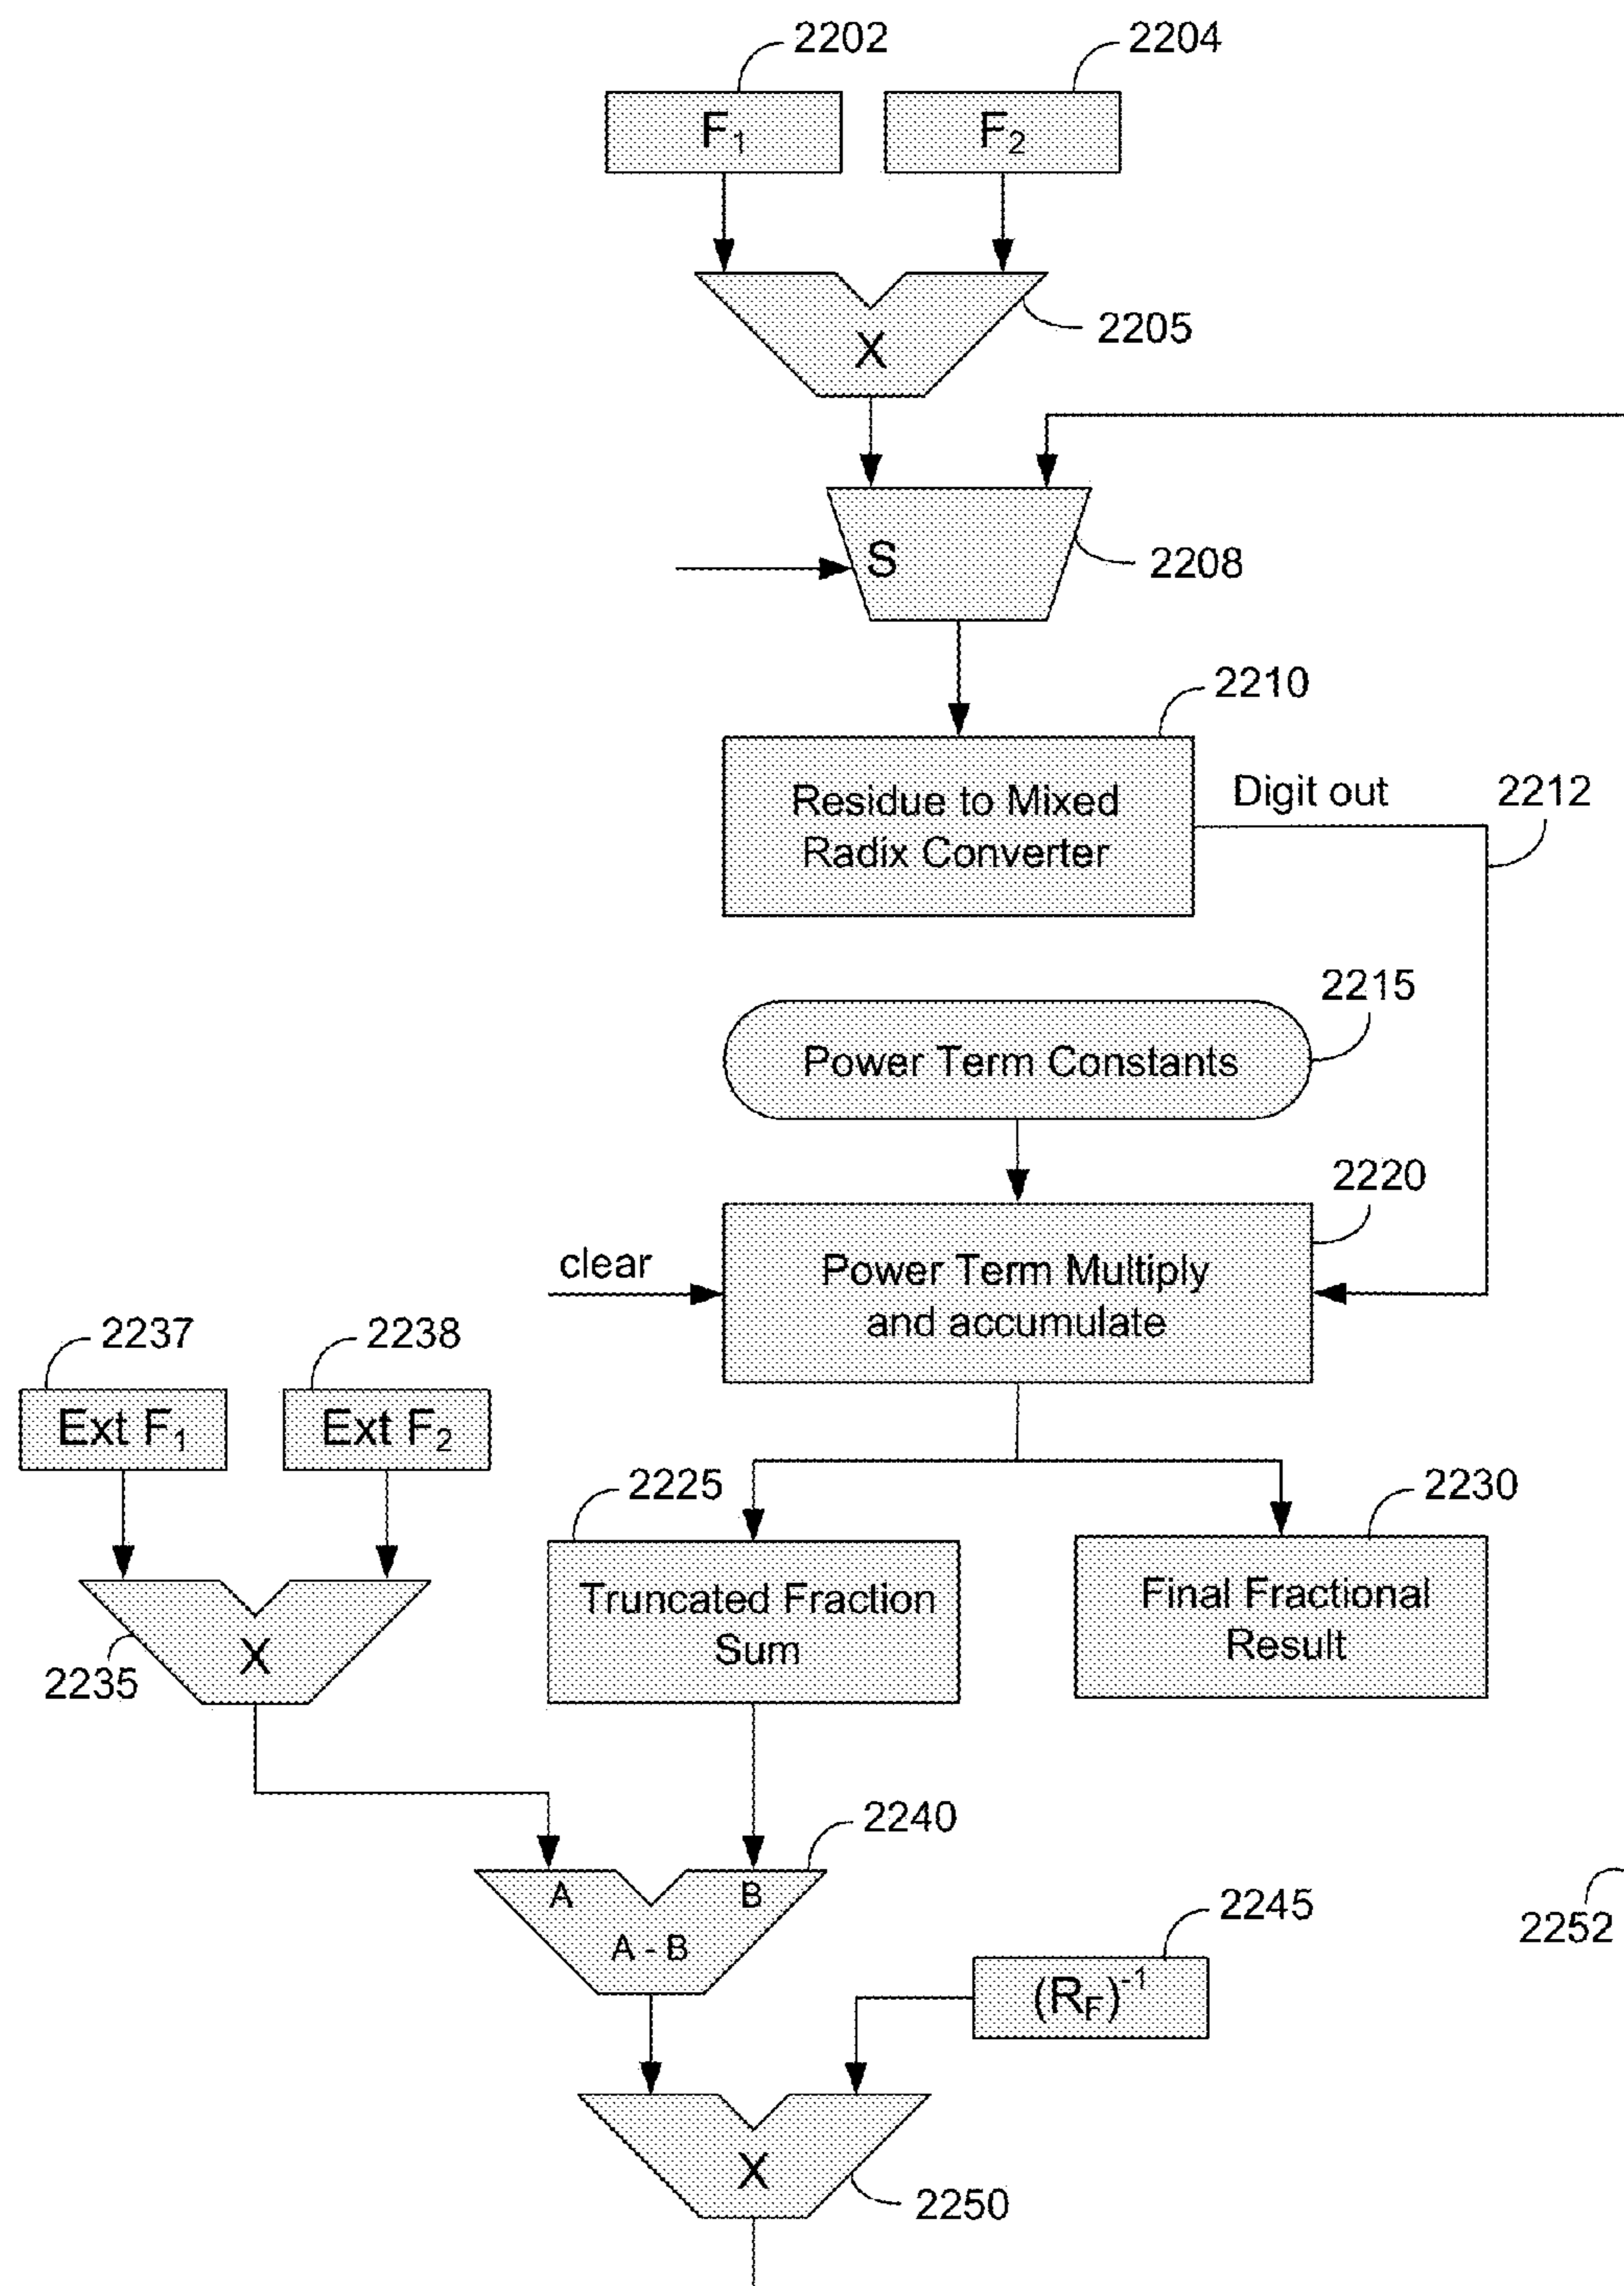 2202
2204
F₁
F₂
2205
X
S
2208
2210
Residue to Mixed
Radix Converter
Digit out
2212
2215
Power Term Constants
2220
clear
Power Term Multiply
and accumulate
2237
2238
Ext F₁
Ext F₂
2225
2230
Truncated Fraction
Sum
Final Fractional
Result
X
2235
2240
A
B
A - B
2245
2252
(R_F)⁻¹
X
2250